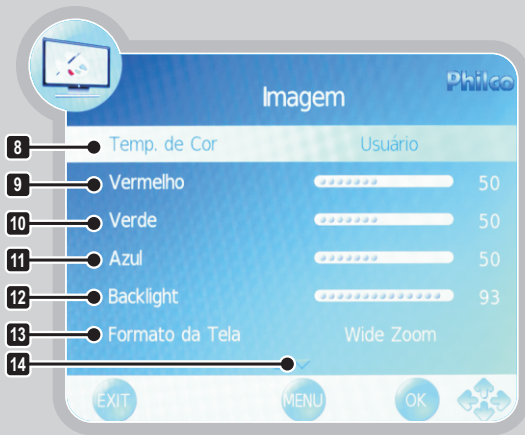 Philco
Imagem
8 Temp. de Cor Usuário
9 Vermelho 50
10 Verde 50
11 Azul 50
12 Backlight 93
13 Formato da Tela Wide Zoom
14
EXIT MENU OK